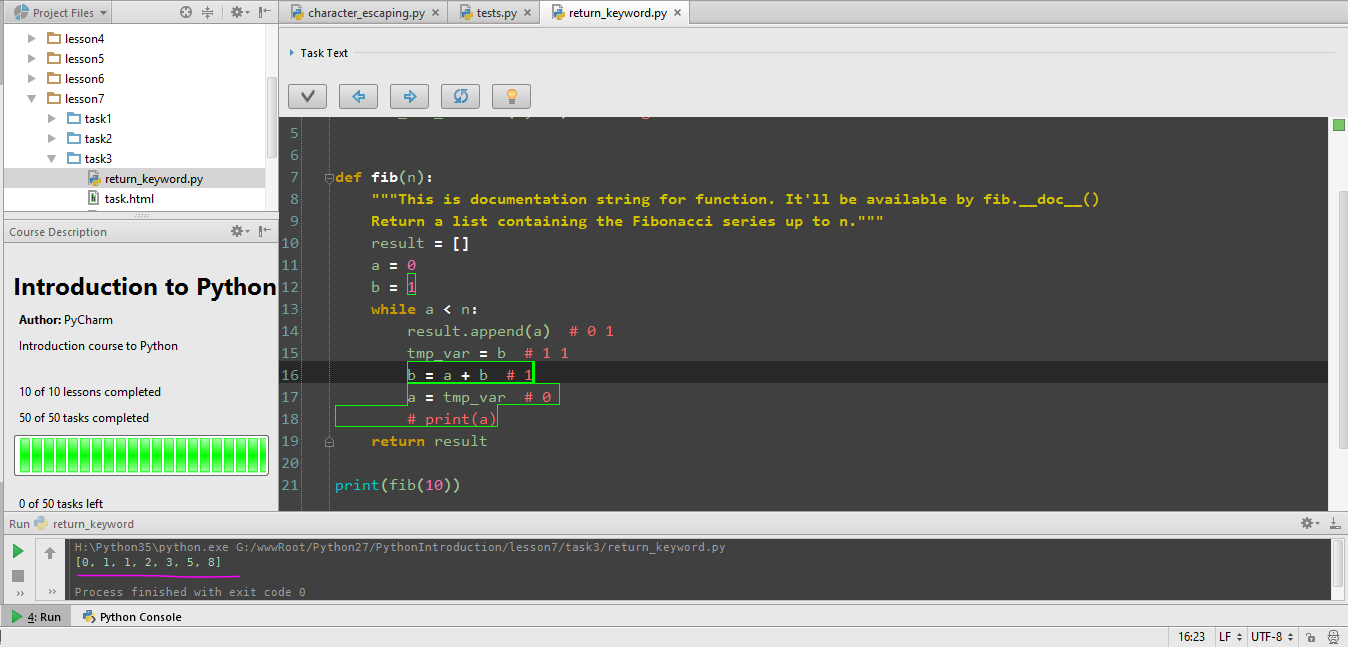 Project Files
character_escaping.py
tests.py
return_keyword.py
lesson4
lesson5
lesson6
lesson7
task1
task2
task3
return_keyword.py
task.html
Course Description
Introduction to Python
Author: PyCharm
Introduction course to Python
10 of 10 lessons completed
50 of 50 tasks completed
0 of 50 tasks left
Task Text
5
6
7 def fib(n):
8 """This is documentation string for function. It'll be available by fib.__doc__()
9 Return a list containing the Fibonacci series up to n."""
10 result = []
11 a = 0
12 b = 1
13 while a < n:
14 result.append(a)  # 0 1
15 tmp_var = b  # 1 1
16 b = a + b  # 1
17 a = tmp_var  # 0
18 # print(a)
19 return result
20
21 print(fib(10))
Run return_keyword
H:\Python35\python.exe G:/wwwRoot/Python27/PythonIntroduction/lesson7/task3/return_keyword.py
[0, 1, 1, 2, 3, 5, 8]
Process finished with exit code 0
4: Run
Python Console
16:23 LF UTF-8